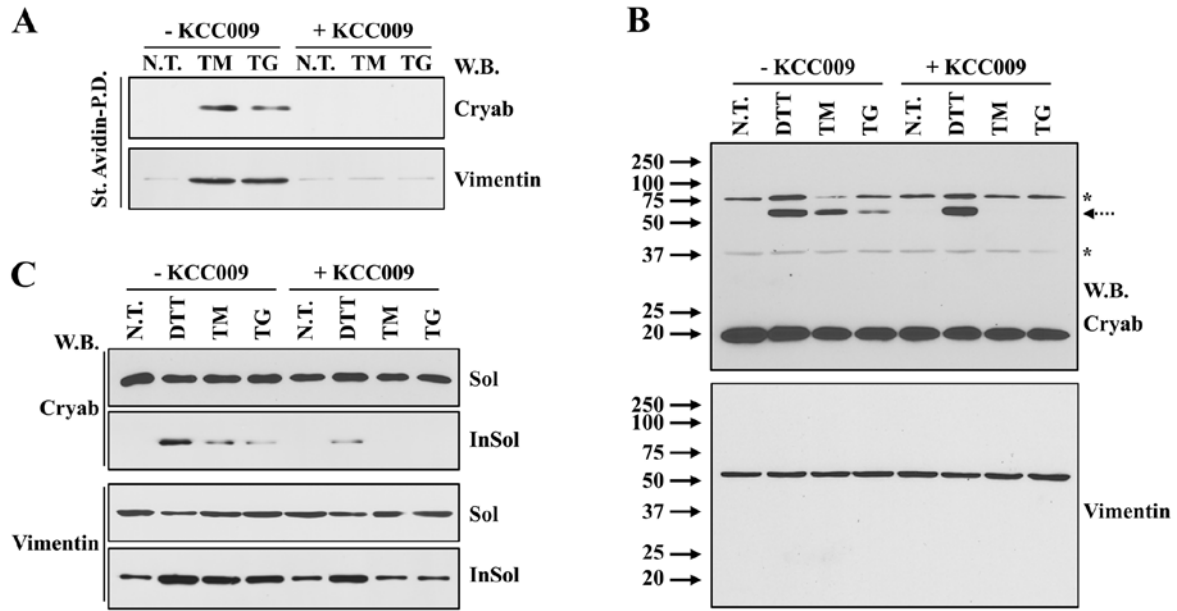 A
- KCC009 + KCC009
N.T. TM TG N.T. TM TG W.B.
St. Avidin-P.D.
Cryab
Vimentin
B
- KCC009 + KCC009
N.T. DTT TM TG N.T. DTT TM TG
250
100
75 *
50
37 *
W.B.
25
Cryab
20
250
100
75
50
37 Vimentin
25
20
C
- KCC009 + KCC009
N.T. DTT TM TG N.T. DTT TM TG
W.B.
Sol
Cryab
InSol
Sol
Vimentin
InSol